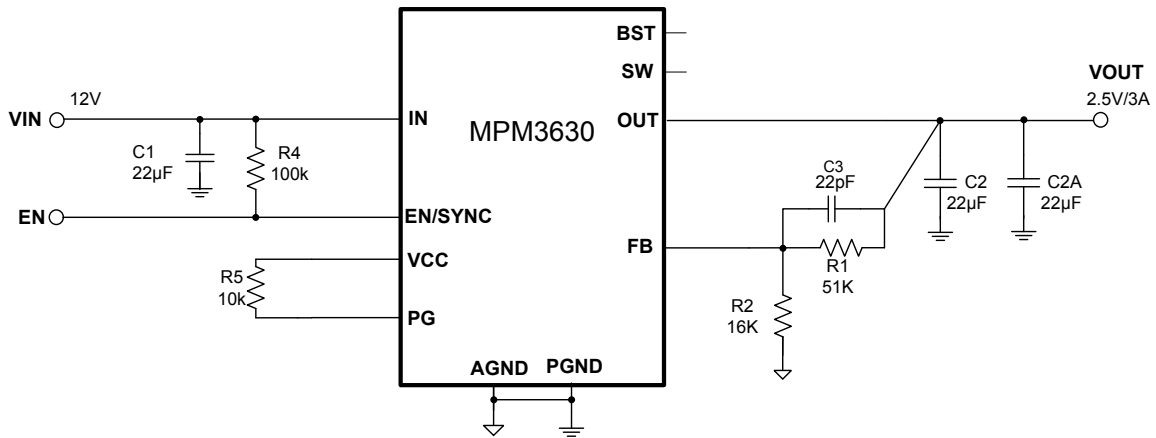 BST
SW
VOUT
2.5V/3A
12V
VIN
IN
MPM3630
OUT
C1
22µF
R4
100k
C3
22pF
C2
22µF
C2A
22µF
EN
EN/SYNC
FB
R1
51K
VCC
R5
10k
R2
16K
PG
AGND
PGND